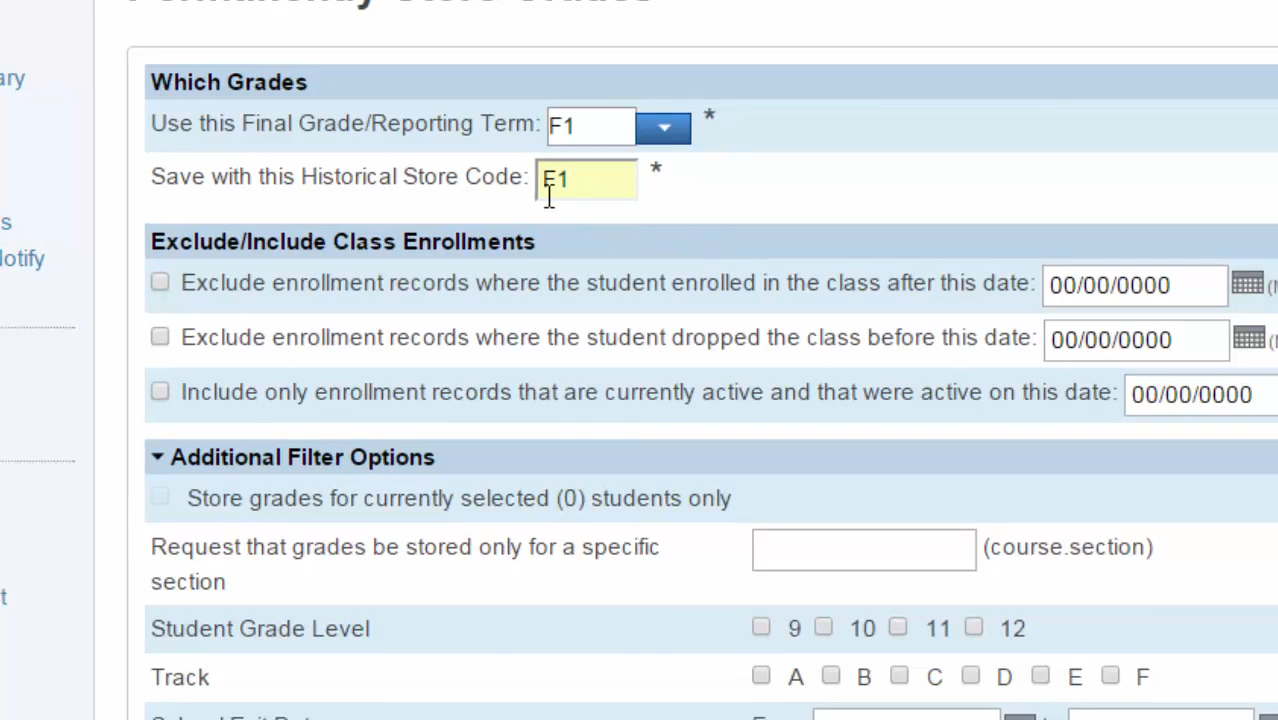 ary
s
Notify
t
Permanently Store Grades
Which Grades
Use this Final Grade/Reporting Term: F1 *
Save with this Historical Store Code: F1 *
Exclude/Include Class Enrollments
Exclude enrollment records where the student enrolled in the class after this date: 00/00/0000
Exclude enrollment records where the student dropped the class before this date: 00/00/0000
Include only enrollment records that are currently active and that were active on this date: 00/00/0000
Additional Filter Options
Store grades for currently selected (0) students only
Request that grades be stored only for a specific section (course.section)
Student Grade Level 9 10 11 12
Track A B C D E F